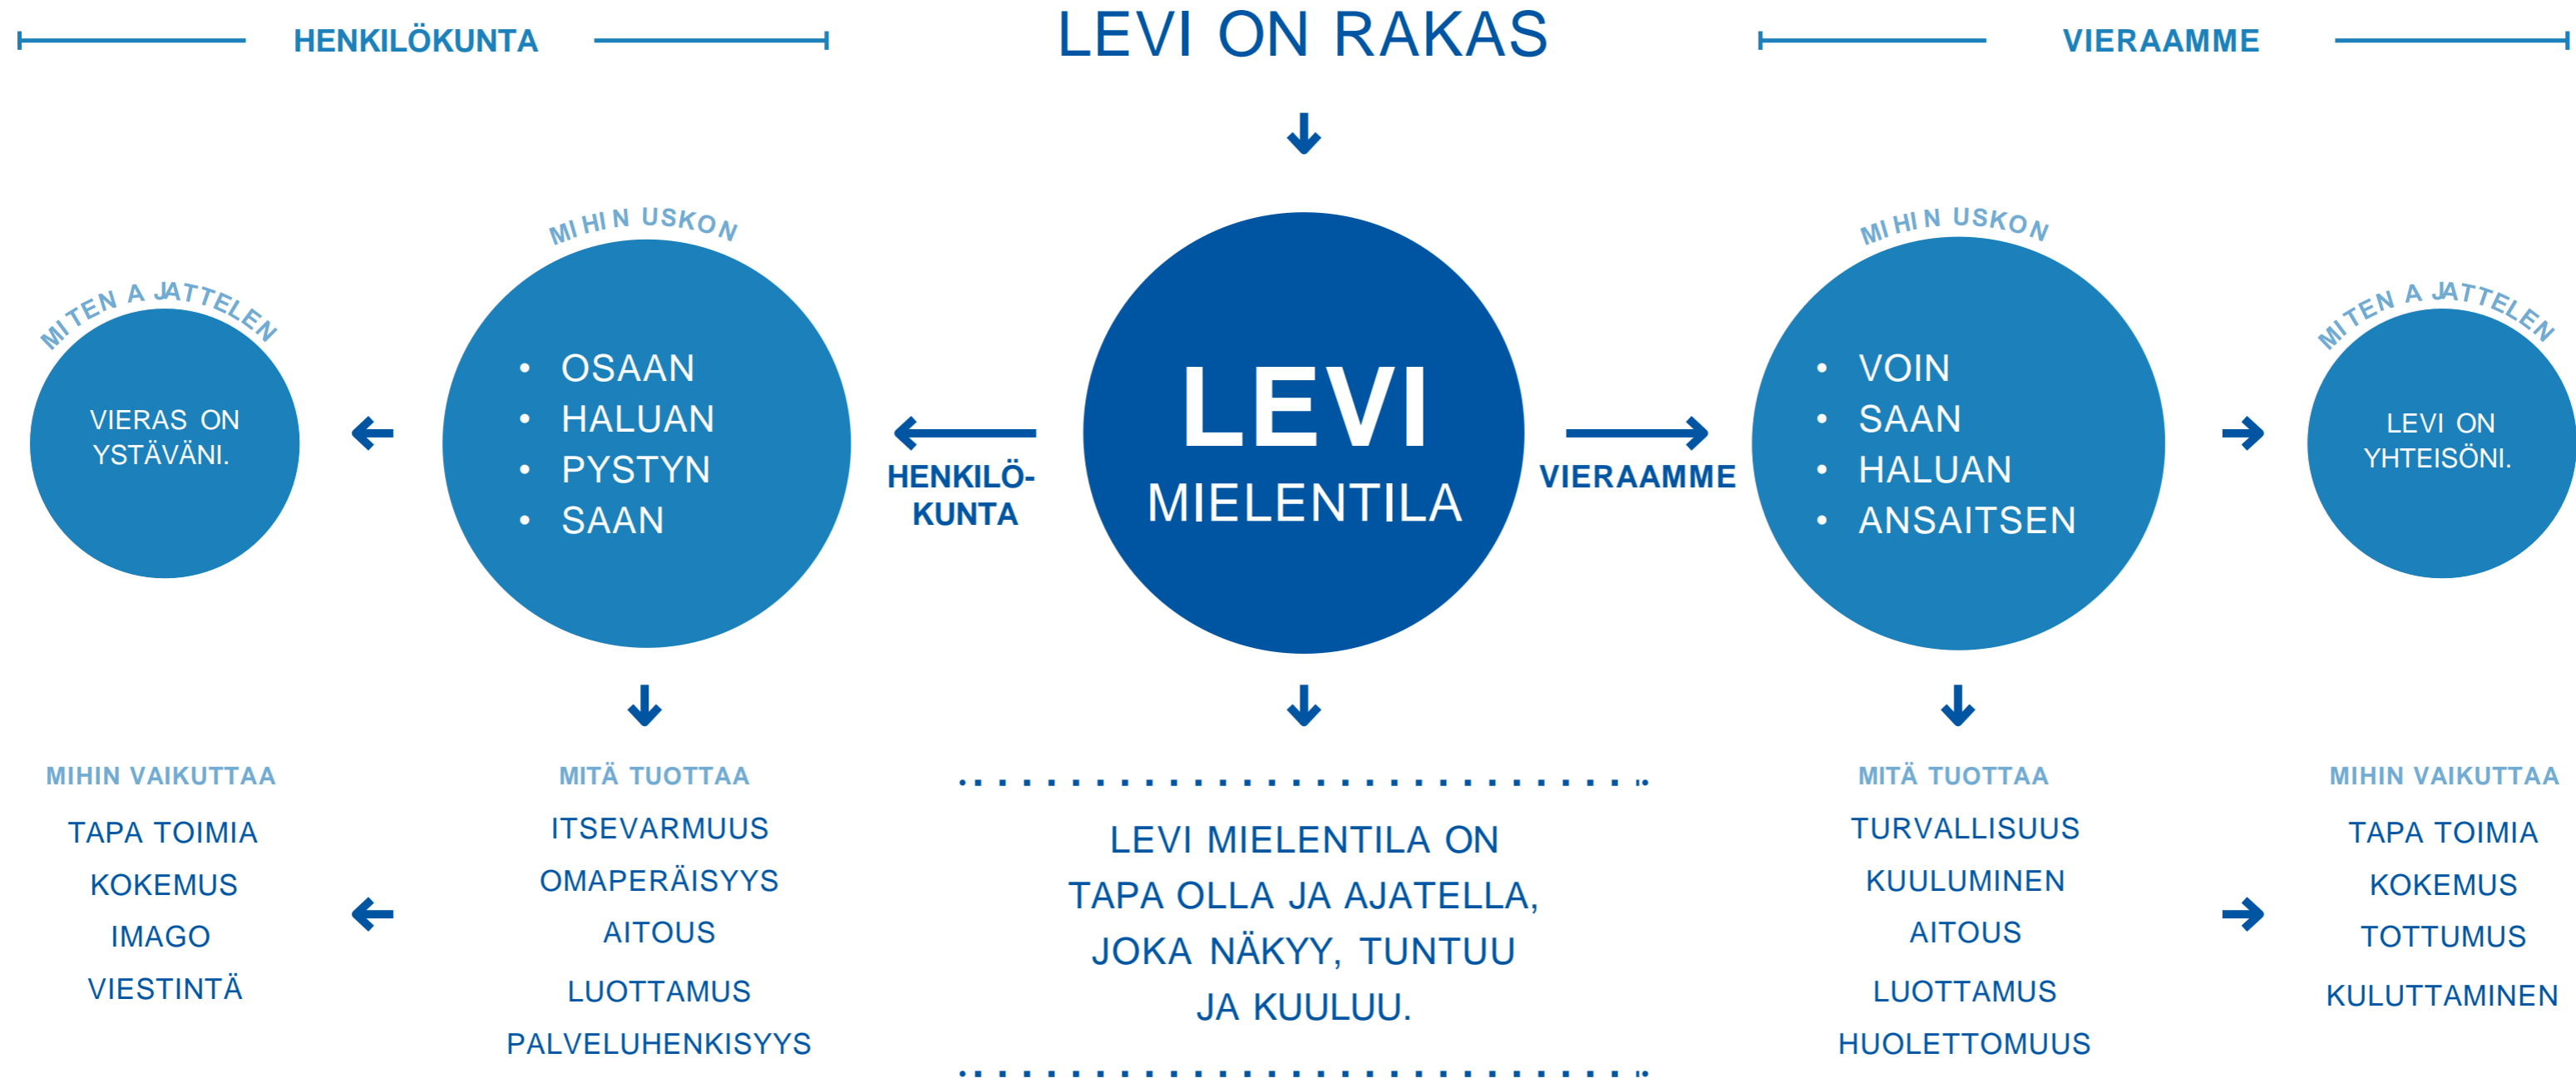 HENKILÖKUNTA
LEVI ON RAKAS
VIERAAMME
MITEN AJATTELEN
VIERAS ON
YSTÄVÄNI.
MIHIN USKON
• OSAAN
• HALUAN
• PYSTYN
• SAAN
HENKILÖ-
KUNTA
LEVI
MIELENTILA
VIERAAMME
MIHIN USKON
• VOIN
• SAAN
• HALUAN
• ANSAITSEN
MITEN AJATTELEN
LEVI ON
YHTEISÖNI.
MIHIN VAIKUTTAA
TAPA TOIMIA
KOKEMUS
IMAGO
VIESTINTÄ
MITÄ TUOTTAA
ITSEVARMUUS
OMAPERÄISYYS
AITOUS
LUOTTAMUS
PALVELUHENKISYYS
LEVI MIELENTILA ON
TAPA OLLA JA AJATELLA,
JOKA NÄKYY, TUNTUU
JA KUULUU.
MITÄ TUOTTAA
TURVALLISUUS
KUULUMINEN
AITOUS
LUOTTAMUS
HUOLETTOMUUS
MIHIN VAIKUTTAA
TAPA TOIMIA
KOKEMUS
TOTTUMUS
KULUTTAMINEN